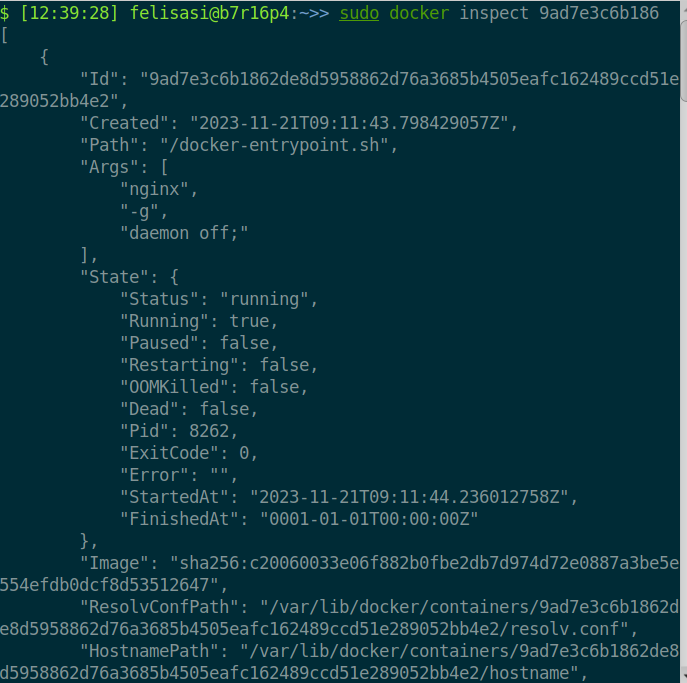 $ [12:39:28] felisasi@b7r16p4:~>> sudo docker inspect 9ad7e3c6b186
[
    {
        "Id": "9ad7e3c6b1862de8d5958862d76a3685b4505eafc162489ccd51e
289052bb4e2",
        "Created": "2023-11-21T09:11:43.798429057Z",
        "Path": "/docker-entrypoint.sh",
        "Args": [
            "nginx",
            "-g",
            "daemon off;"
        ],
        "State": {
            "Status": "running",
            "Running": true,
            "Paused": false,
            "Restarting": false,
            "OOMKilled": false,
            "Dead": false,
            "Pid": 8262,
            "ExitCode": 0,
            "Error": "",
            "StartedAt": "2023-11-21T09:11:44.236012758Z",
            "FinishedAt": "0001-01-01T00:00:00Z"
        },
        "Image": "sha256:c20060033e06f882b0fbe2db7d974d72e0887a3be5e
554efdb0dcf8d53512647",
        "ResolvConfPath": "/var/lib/docker/containers/9ad7e3c6b1862d
e8d5958862d76a3685b4505eafc162489ccd51e289052bb4e2/resolv.conf",
        "HostnamePath": "/var/lib/docker/containers/9ad7e3c6b1862de8
d5958862d76a3685b4505eafc162489ccd51e289052bb4e2/hostname",